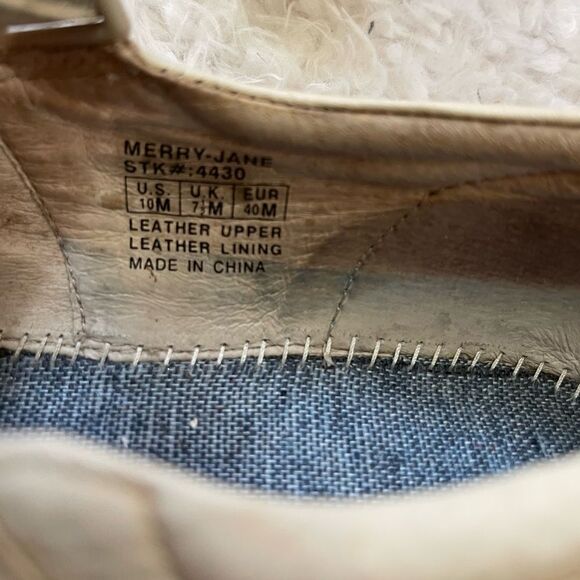 MERRY-JANE
STK#:4430
U.S. U.K. EUR
10M 7½M 40M
LEATHER UPPER
LEATHER LINING
MADE IN CHINA